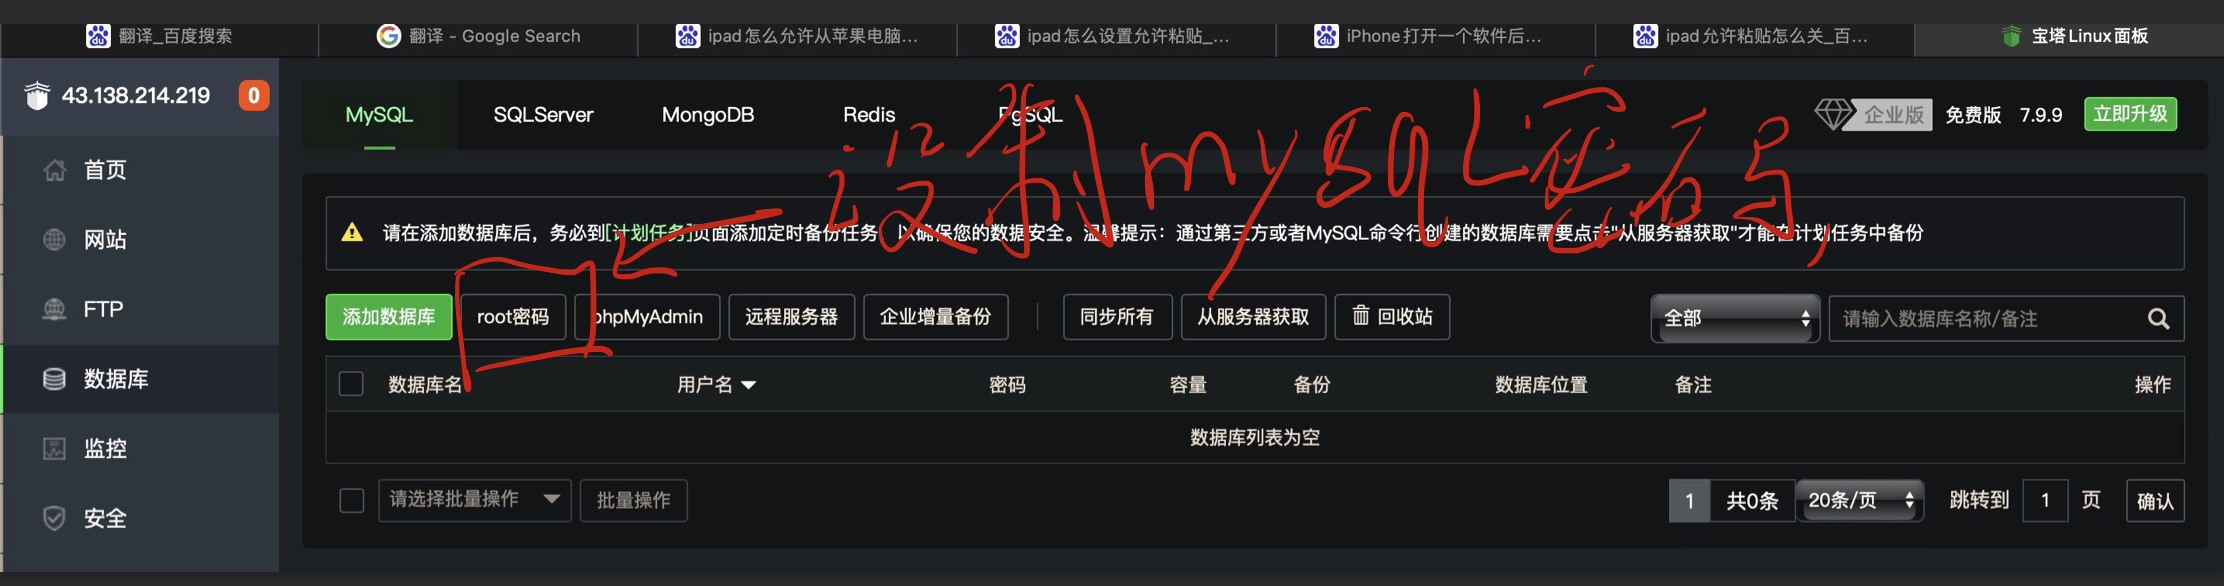 翻译_百度搜索
翻译 - Google Search
ipad怎么允许从苹果电脑...
ipad怎么设置允许粘贴_...
iPhone打开一个软件后...
ipad允许粘贴怎么关_百...
宝塔Linux面板
43.138.214.219
0
首页
网站
FTP
数据库
监控
安全
MySQL
SQLServer
MongoDB
Redis
PgSQL
企业版
免费版
7.9.9
立即升级
设制mysQL密码
请在添加数据库后，务必到[计划任务]页面添加定时备份任务，以确保您的数据安全。温馨提示：通过第三方或者MySQL命令行创建的数据库需要点击"从服务器获取"才能在计划任务中备份
添加数据库
root密码
phpMyAdmin
远程服务器
企业增量备份
同步所有
从服务器获取
回收站
全部
请输入数据库名称/备注
数据库名
用户名
密码
容量
备份
数据库位置
备注
操作
数据库列表为空
请选择批量操作
批量操作
1
共0条
20条/页
跳转到
1
页
确认